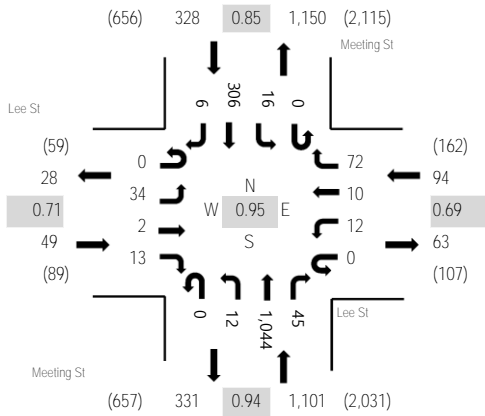 (656) 328 0.85 1,150 (2,115)
Meeting St
Lee St
6 306 16 0
(59) 0 72 (162)
28 34 N 10 94
0.71 W 0.95 E 0.69
49 2 S 12 63
(89) 13 0 (107)
0 12 1,044 45
Lee St
Meeting St
(657) 331 0.94 1,101 (2,031)